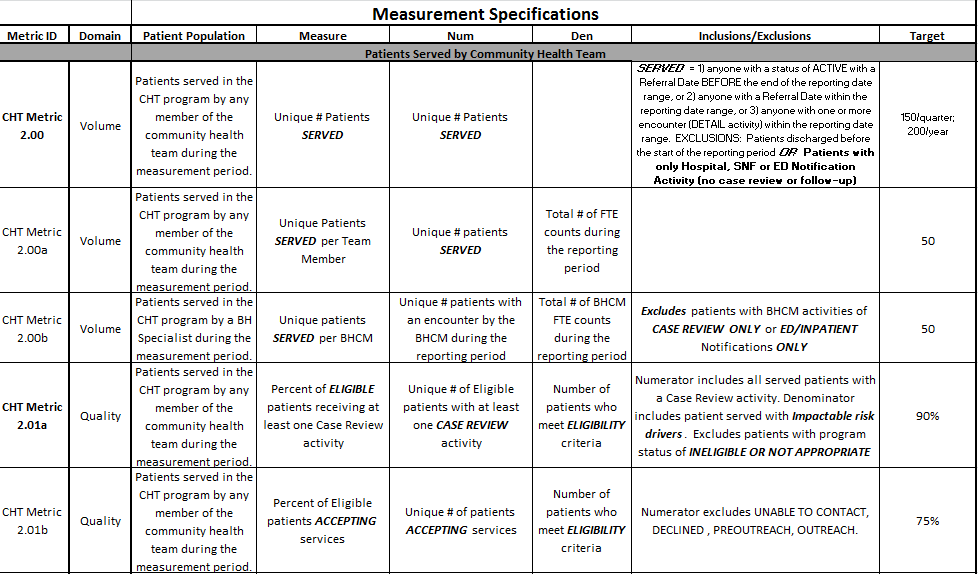 Measurement Specifications
Metric ID Domain Patient Population Measure Num Den Inclusions/Exclusions Target
Patients Served by Community Health Team
CHT Metric
2.00
Volume
Patients served in the
CHT program by any
member of the
community health
team during the
measurement period.
Unique # Patients
SERVED
Unique # Patients
SERVED
SERVED = 1) anyone with a status of ACTIVE with a
Referral Date BEFORE the end of the reporting date
range, or 2) anyone with a Referral Date within the
reporting date range, or 3) anyone with one or more
encounter (DETAIL activity) within the reporting date
range. EXCLUSIONS: Patients discharged before
the start of the reporting period OR Patients with
only Hospital, SNF or ED Notification
Activity (no case review or follow-up)
150/quarter;
200/year
CHT Metric
2.00a
Volume
Patients served in the
CHT program by any
member of the
community health
team during the
measurement period.
Unique Patients
SERVED per Team
Member
Unique # patients
SERVED
Total # of FTE
counts during
the reporting
period
50
CHT Metric
2.00b
Volume
Patients served in the
CHT program by a BH
Specialist during the
measurement period.
Unique patients
SERVED per BHCM
Unique # patients with
an encounter by the
BHCM during the
reporting period
Total # of BHCM
FTE counts
during the
reporting period
Excludes patients with BHCM activities of
CASE REVIEW ONLY or ED/INPATIENT
Notifications ONLY
50
CHT Metric
2.01a
Quality
Patients served in the
CHT program by any
member of the
community health
team during the
measurement period.
Percent of ELIGIBLE
patients receiving at
least one Case Review
activity
Unique # of Eligible
patients with at least
one CASE REVIEW
activity
Number of
patients who
meet ELIGIBILITY
criteria
Numerator includes all served patients with
a Case Review activity. Denominator
includes patient served with Impactable risk
drivers . Excludes patients with program
status of INELIGIBLE OR NOT APPROPRIATE
90%
CHT Metric
2.01b
Quality
Patients served in the
CHT program by any
member of the
community health
team during the
measurement period.
Percent of Eligible
patients ACCEPTING
services
Unique # of patients
ACCEPTING services
Number of
patients who
meet ELIGIBILITY
criteria
Numerator excludes UNABLE TO CONTACT,
DECLINED , PREOUTREACH, OUTREACH.
75%